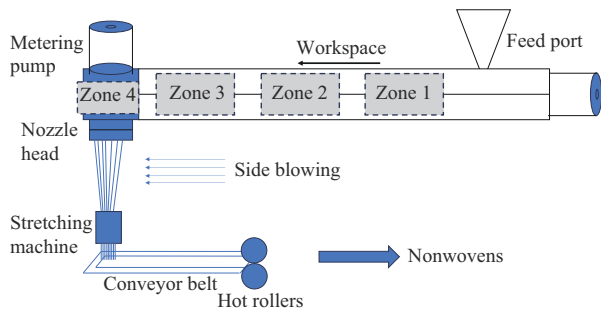 Metering
pump
Workspace
Feed port
Zone 4
Zone 3
Zone 2
Zone 1
Nozzle
head
Side blowing
Stretching
machine
Conveyor belt
Hot rollers
Nonwovens